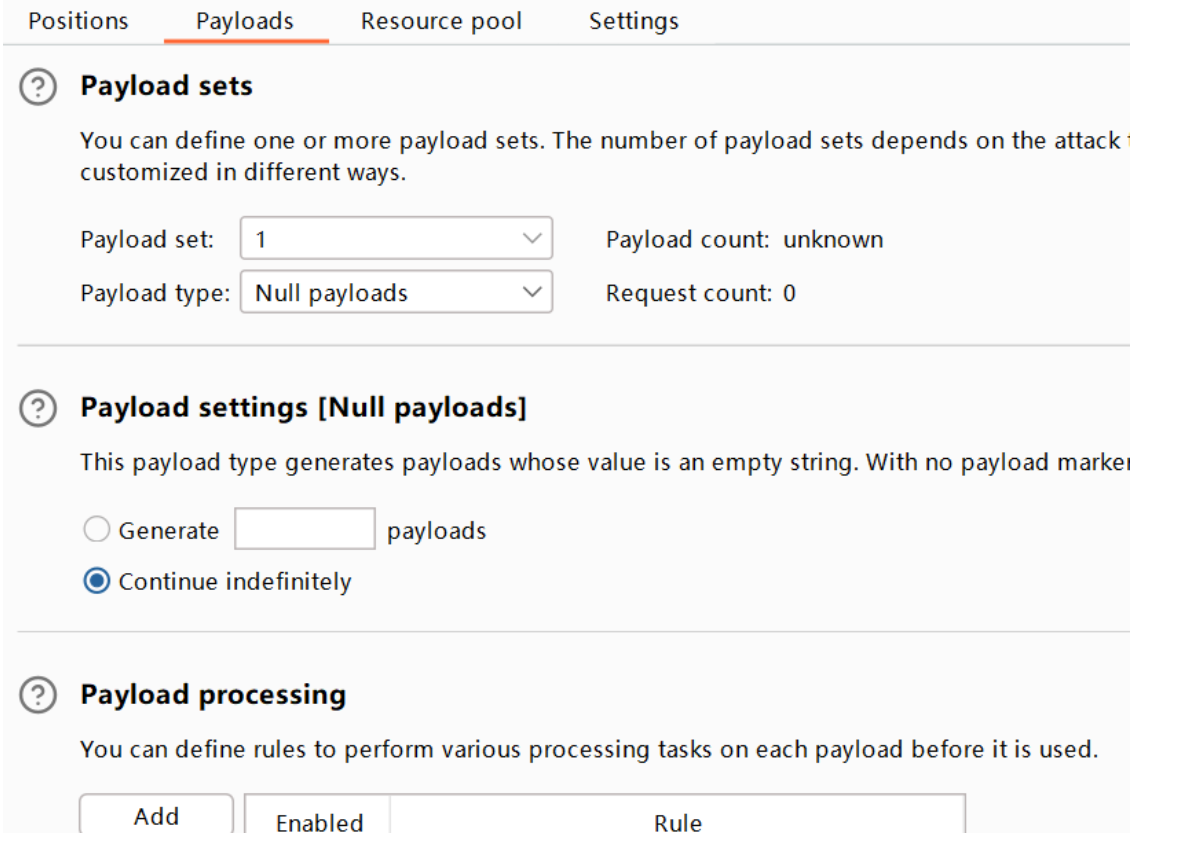 Positions Payloads Resource pool Settings
Payload sets
You can define one or more payload sets. The number of payload sets depends on the attack
customized in different ways.
Payload set: 1 Payload count: unknown
Payload type: Null payloads Request count: 0
Payload settings [Null payloads]
This payload type generates payloads whose value is an empty string. With no payload marker
Generate payloads
Continue indefinitely
Payload processing
You can define rules to perform various processing tasks on each payload before it is used.
Add Enabled Rule